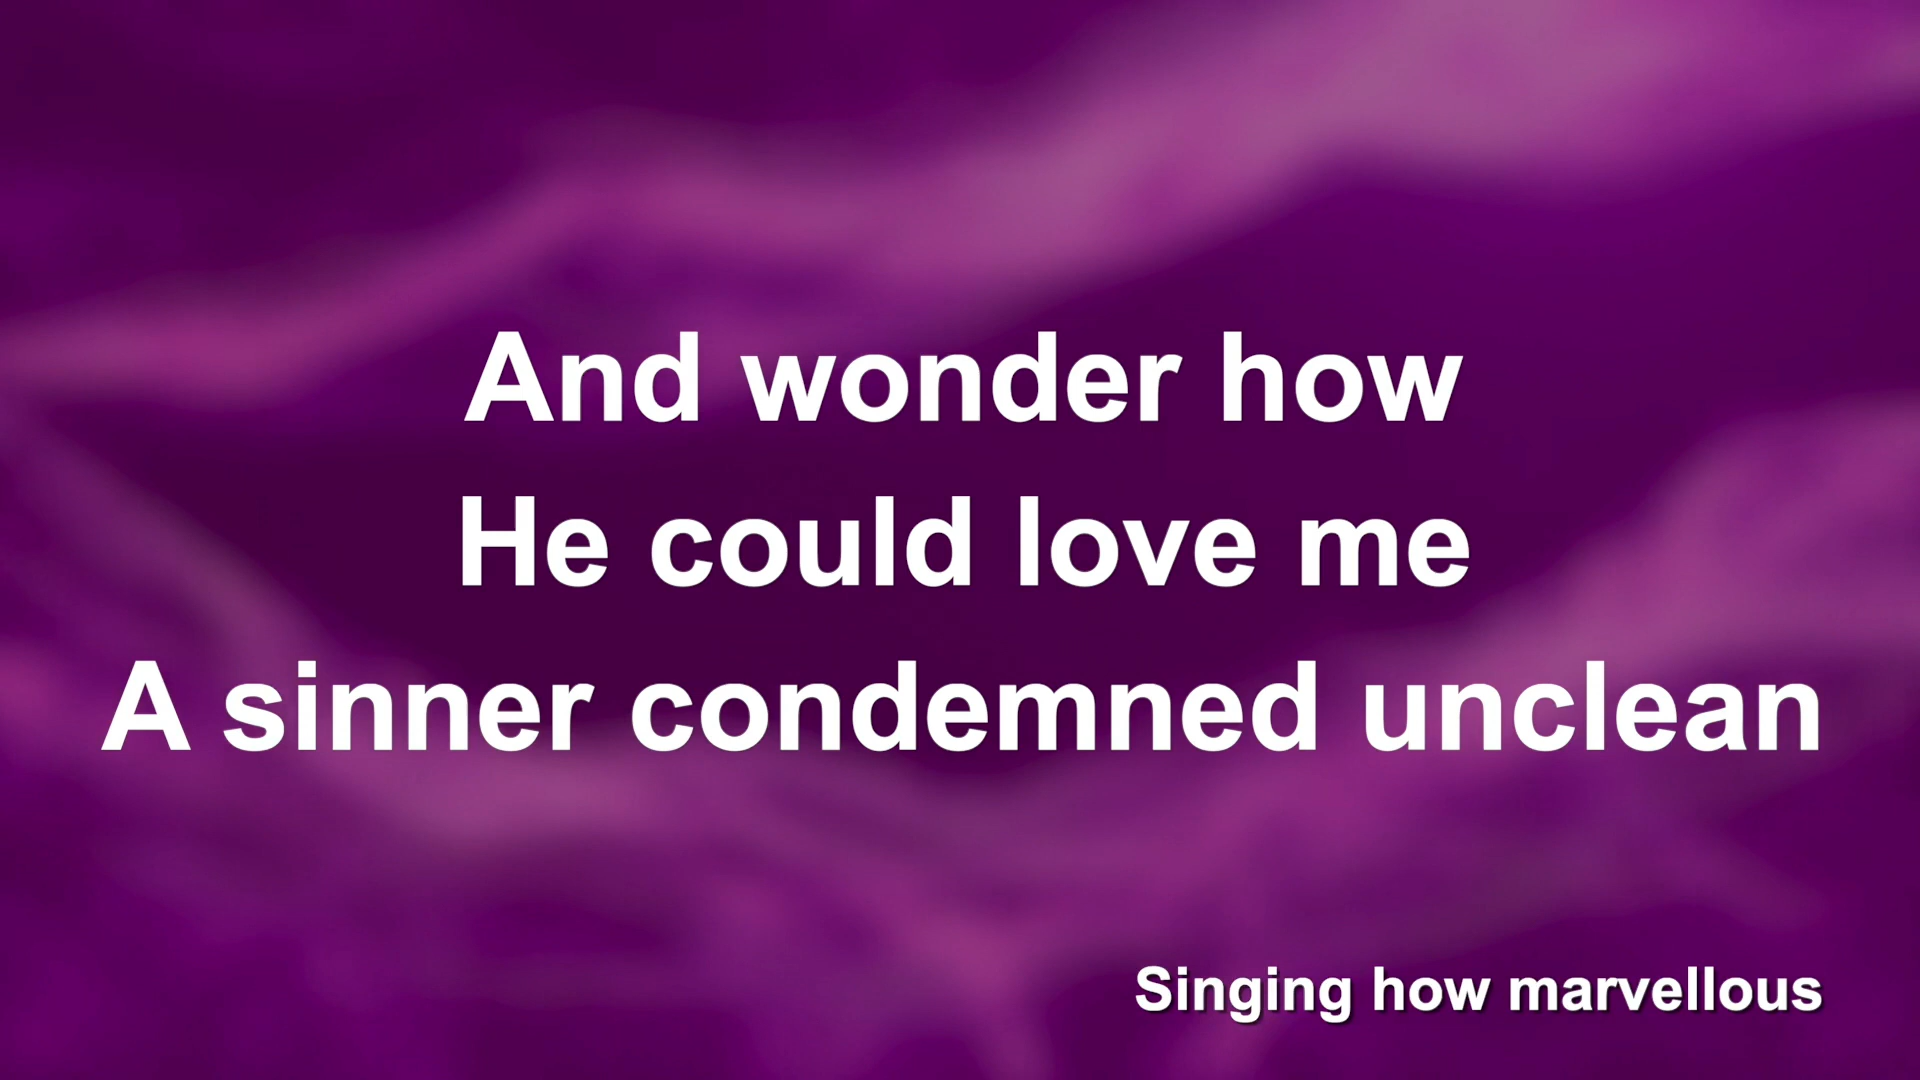 And wonder how
He could love me
A sinner condemned unclean
Singing how marvellous